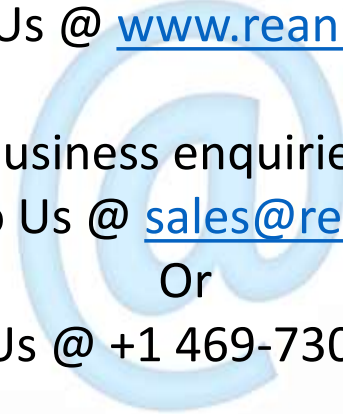 Us @ www.rean
usiness enquirie
Us @ sales@re
Or
Us @ +1 469-730